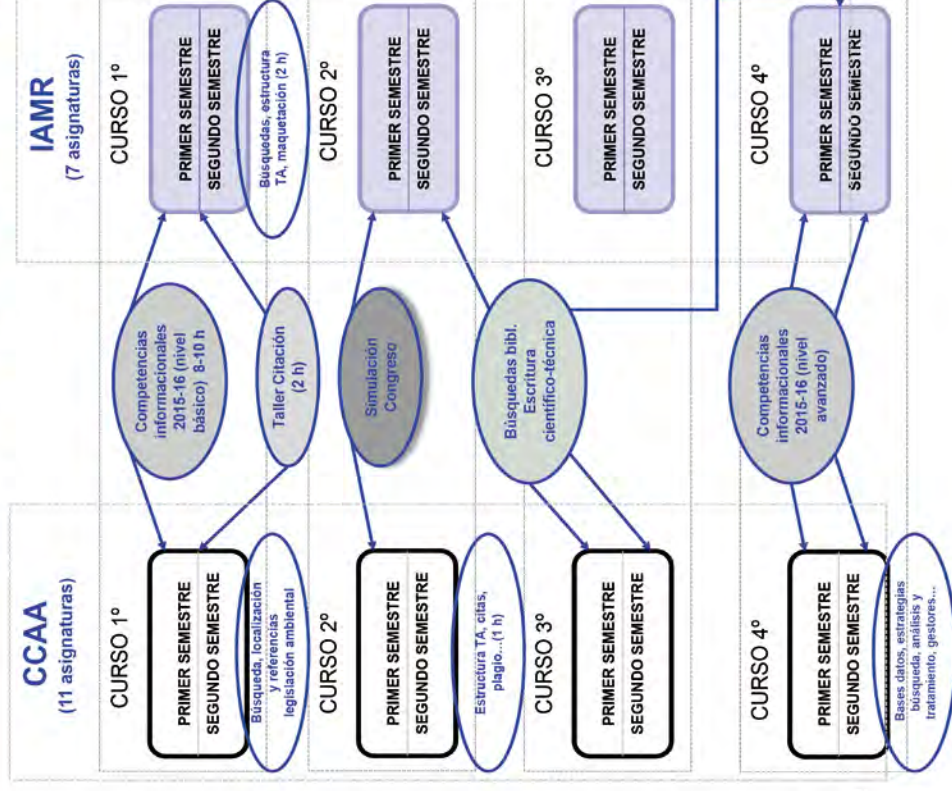 CCAA
(11 asignaturas)
IAMR
(7 asignaturas)
CURSO 1º
CURSO 1º
PRIMER SEMESTRE
SEGUNDO SEMESTRE
Competencias
informacionales
2015-16 (nivel
básico) 8-10 h
PRIMER SEMESTRE
SEGUNDO SEMESTRE
Búsqueda, localización
y referencias
legislación ambiental
Taller Citación
(2 h)
Búsquedas, estructura
TA, maquetación (2 h)
CURSO 2º
CURSO 2º
PRIMER SEMESTRE
SEGUNDO SEMESTRE
Simulación
Congreso
PRIMER SEMESTRE
SEGUNDO SEMESTRE
Estructura TA, citas,
plagio...(1 h)
Búsquedas bibl.
Escritura
científico-técnica
CURSO 3º
CURSO 3º
PRIMER SEMESTRE
SEGUNDO SEMESTRE
PRIMER SEMESTRE
SEGUNDO SEMESTRE
CURSO 4º
CURSO 4º
PRIMER SEMESTRE
SEGUNDO SEMESTRE
Competencias
informacionales
2015-16 (nivel
avanzado)
PRIMER SEMESTRE
SEGUNDO SEMESTRE
Bases datos, estrategias
búsqueda, análisis y
tratamiento, gestores...